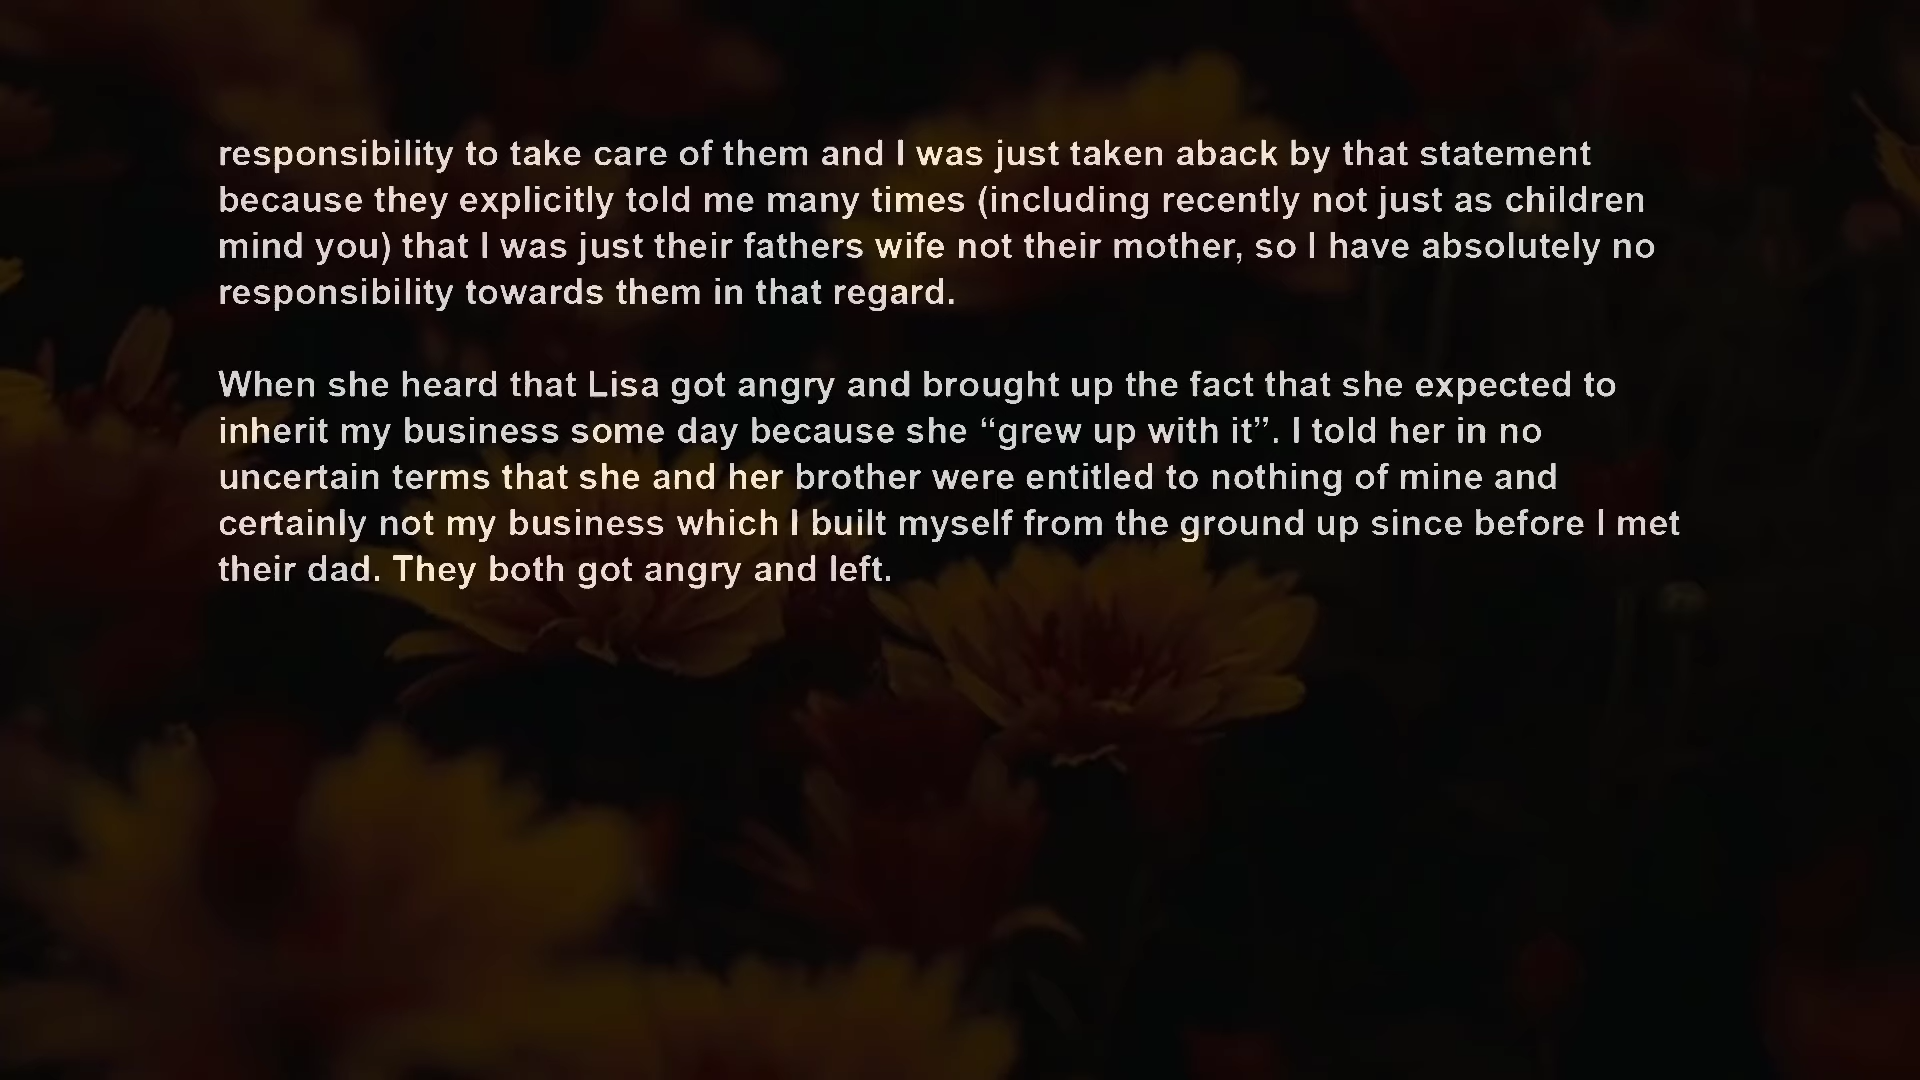 responsibility to take care of them and I was just taken aback by that statement
because they explicitly told me many times (including recently not just as children
mind you) that I was just their fathers wife not their mother, so I have absolutely no
responsibility towards them in that regard.
When she heard that Lisa got angry and brought up the fact that she expected to
inherit my business some day because she “grew up with it”. I told her in no
uncertain terms that she and her brother were entitled to nothing of mine and
certainly not my business which I built myself from the ground up since before I met
their dad. They both got angry and left.